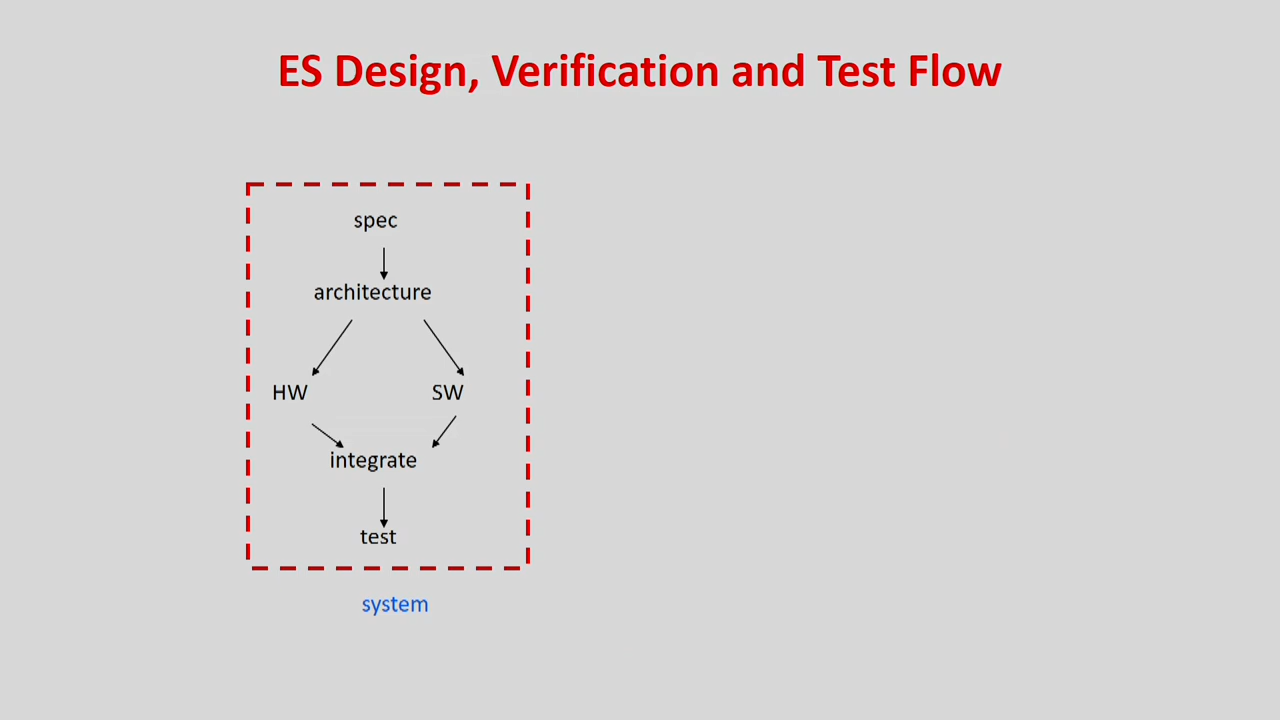 ES Design, Verification and Test Flow
spec
architecture
HW SW
integrate
test
system